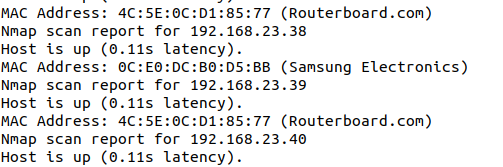 MAC Address: 4C:5E:0C:D1:85:77 (Routerboard.com)
Nmap scan report for 192.168.23.38
Host is up (0.11s latency).
MAC Address: 0C:E0:DC:B0:D5:BB (Samsung Electronics)
Nmap scan report for 192.168.23.39
Host is up (0.11s latency).
MAC Address: 4C:5E:0C:D1:85:77 (Routerboard.com)
Nmap scan report for 192.168.23.40
Host is up (0.11s latency).